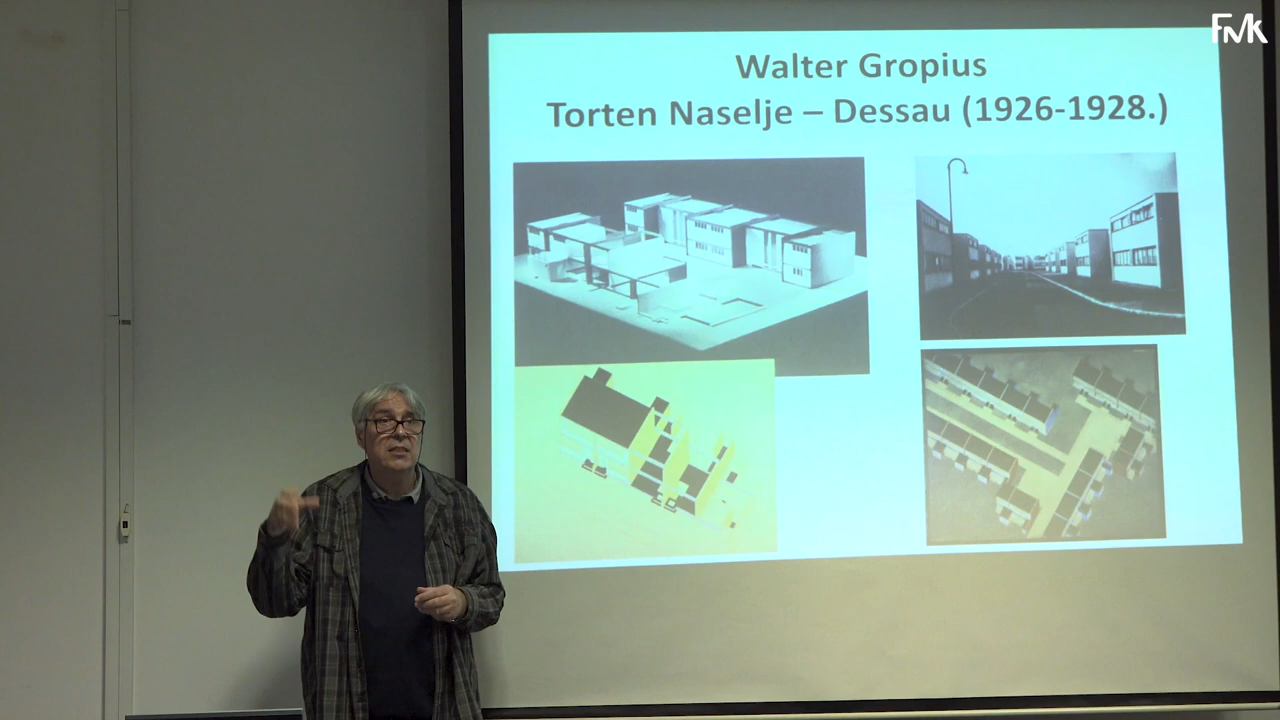 FMk
Walter Gropius
Torten Naselje – Dessau (1926-1928.)